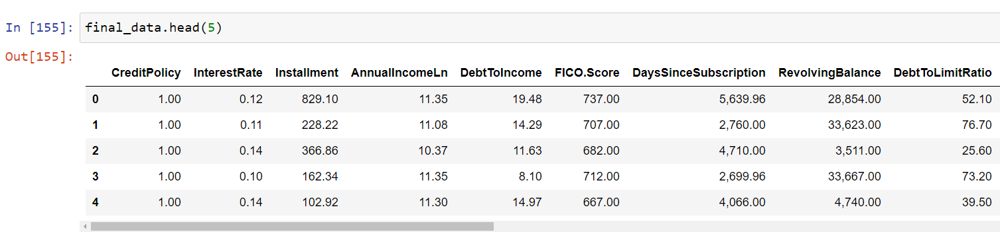 In [155]: final_data.head(5)
Out[155]:
CreditPolicy InterestRate Installment AnnualIncomeLn DebtToIncome FICO.Score DaysSinceSubscription RevolvingBalance DebtToLimitRatio
0 1.00 0.12 829.10 11.35 19.48 737.00 5,639.96 28,854.00 52.10
1 1.00 0.11 228.22 11.08 14.29 707.00 2,760.00 33,623.00 76.70
2 1.00 0.14 366.86 10.37 11.63 682.00 4,710.00 3,511.00 25.60
3 1.00 0.10 162.34 11.35 8.10 712.00 2,699.96 33,667.00 73.20
4 1.00 0.14 102.92 11.30 14.97 667.00 4,066.00 4,740.00 39.50